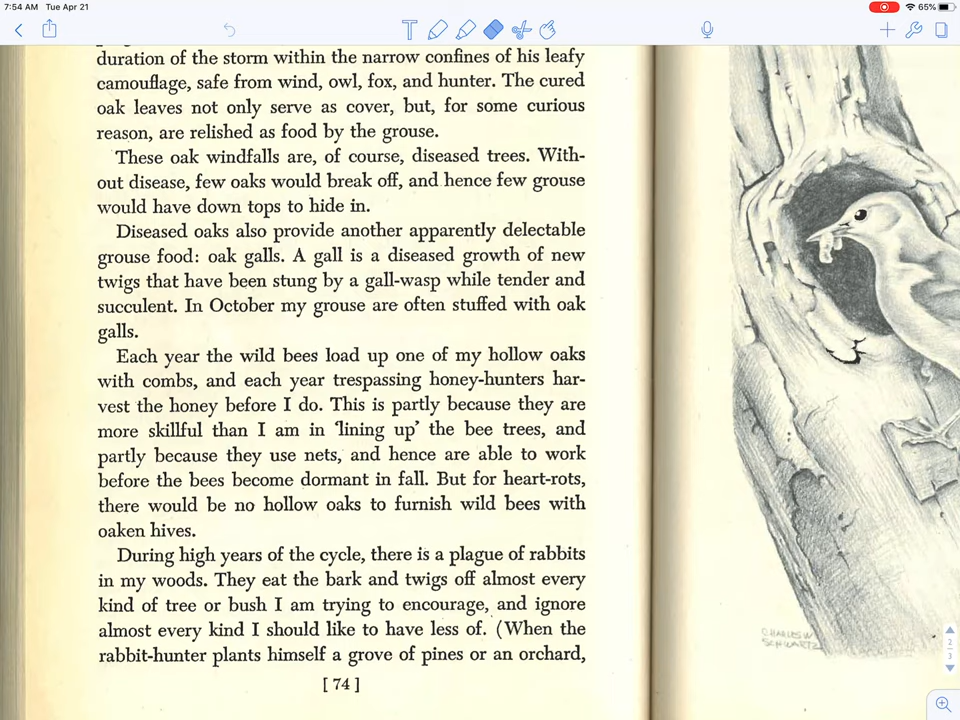 7:54 AM Tue Apr 21
65%
duration of the storm within the narrow confines of his leafy
camouflage, safe from wind, owl, fox, and hunter. The cured
oak leaves not only serve as cover, but, for some curious
reason, are relished as food by the grouse.
These oak windfalls are, of course, diseased trees. With-
out disease, few oaks would break off, and hence few grouse
would have down tops to hide in.
Diseased oaks also provide another apparently delectable
grouse food: oak galls. A gall is a diseased growth of new
twigs that have been stung by a gall-wasp while tender and
succulent. In October my grouse are often stuffed with oak
galls.
Each year the wild bees load up one of my hollow oaks
with combs, and each year trespassing honey-hunters har-
vest the honey before I do. This is partly because they are
more skillful than I am in ‘lining up’ the bee trees, and
partly because they use nets, and hence are able to work
before the bees become dormant in fall. But for heart-rots,
there would be no hollow oaks to furnish wild bees with
oaken hives.
During high years of the cycle, there is a plague of rabbits
in my woods. They eat the bark and twigs off almost every
kind of tree or bush I am trying to encourage, and ignore
almost every kind I should like to have less of. (When the
rabbit-hunter plants himself a grove of pines or an orchard,
[ 74 ]
CHARLES W
SCHWARTZ
2
3